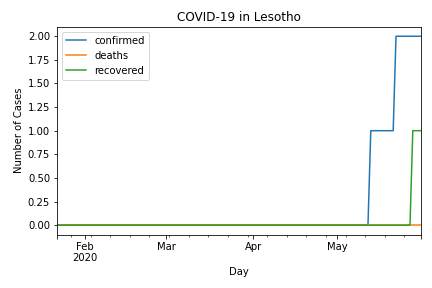 COVID-19 in Lesotho
confirmed
deaths
recovered
2.00
1.75
1.50
1.25
1.00
0.75
0.50
0.25
0.00
Number of Cases
Feb Mar Apr May
2020
Day